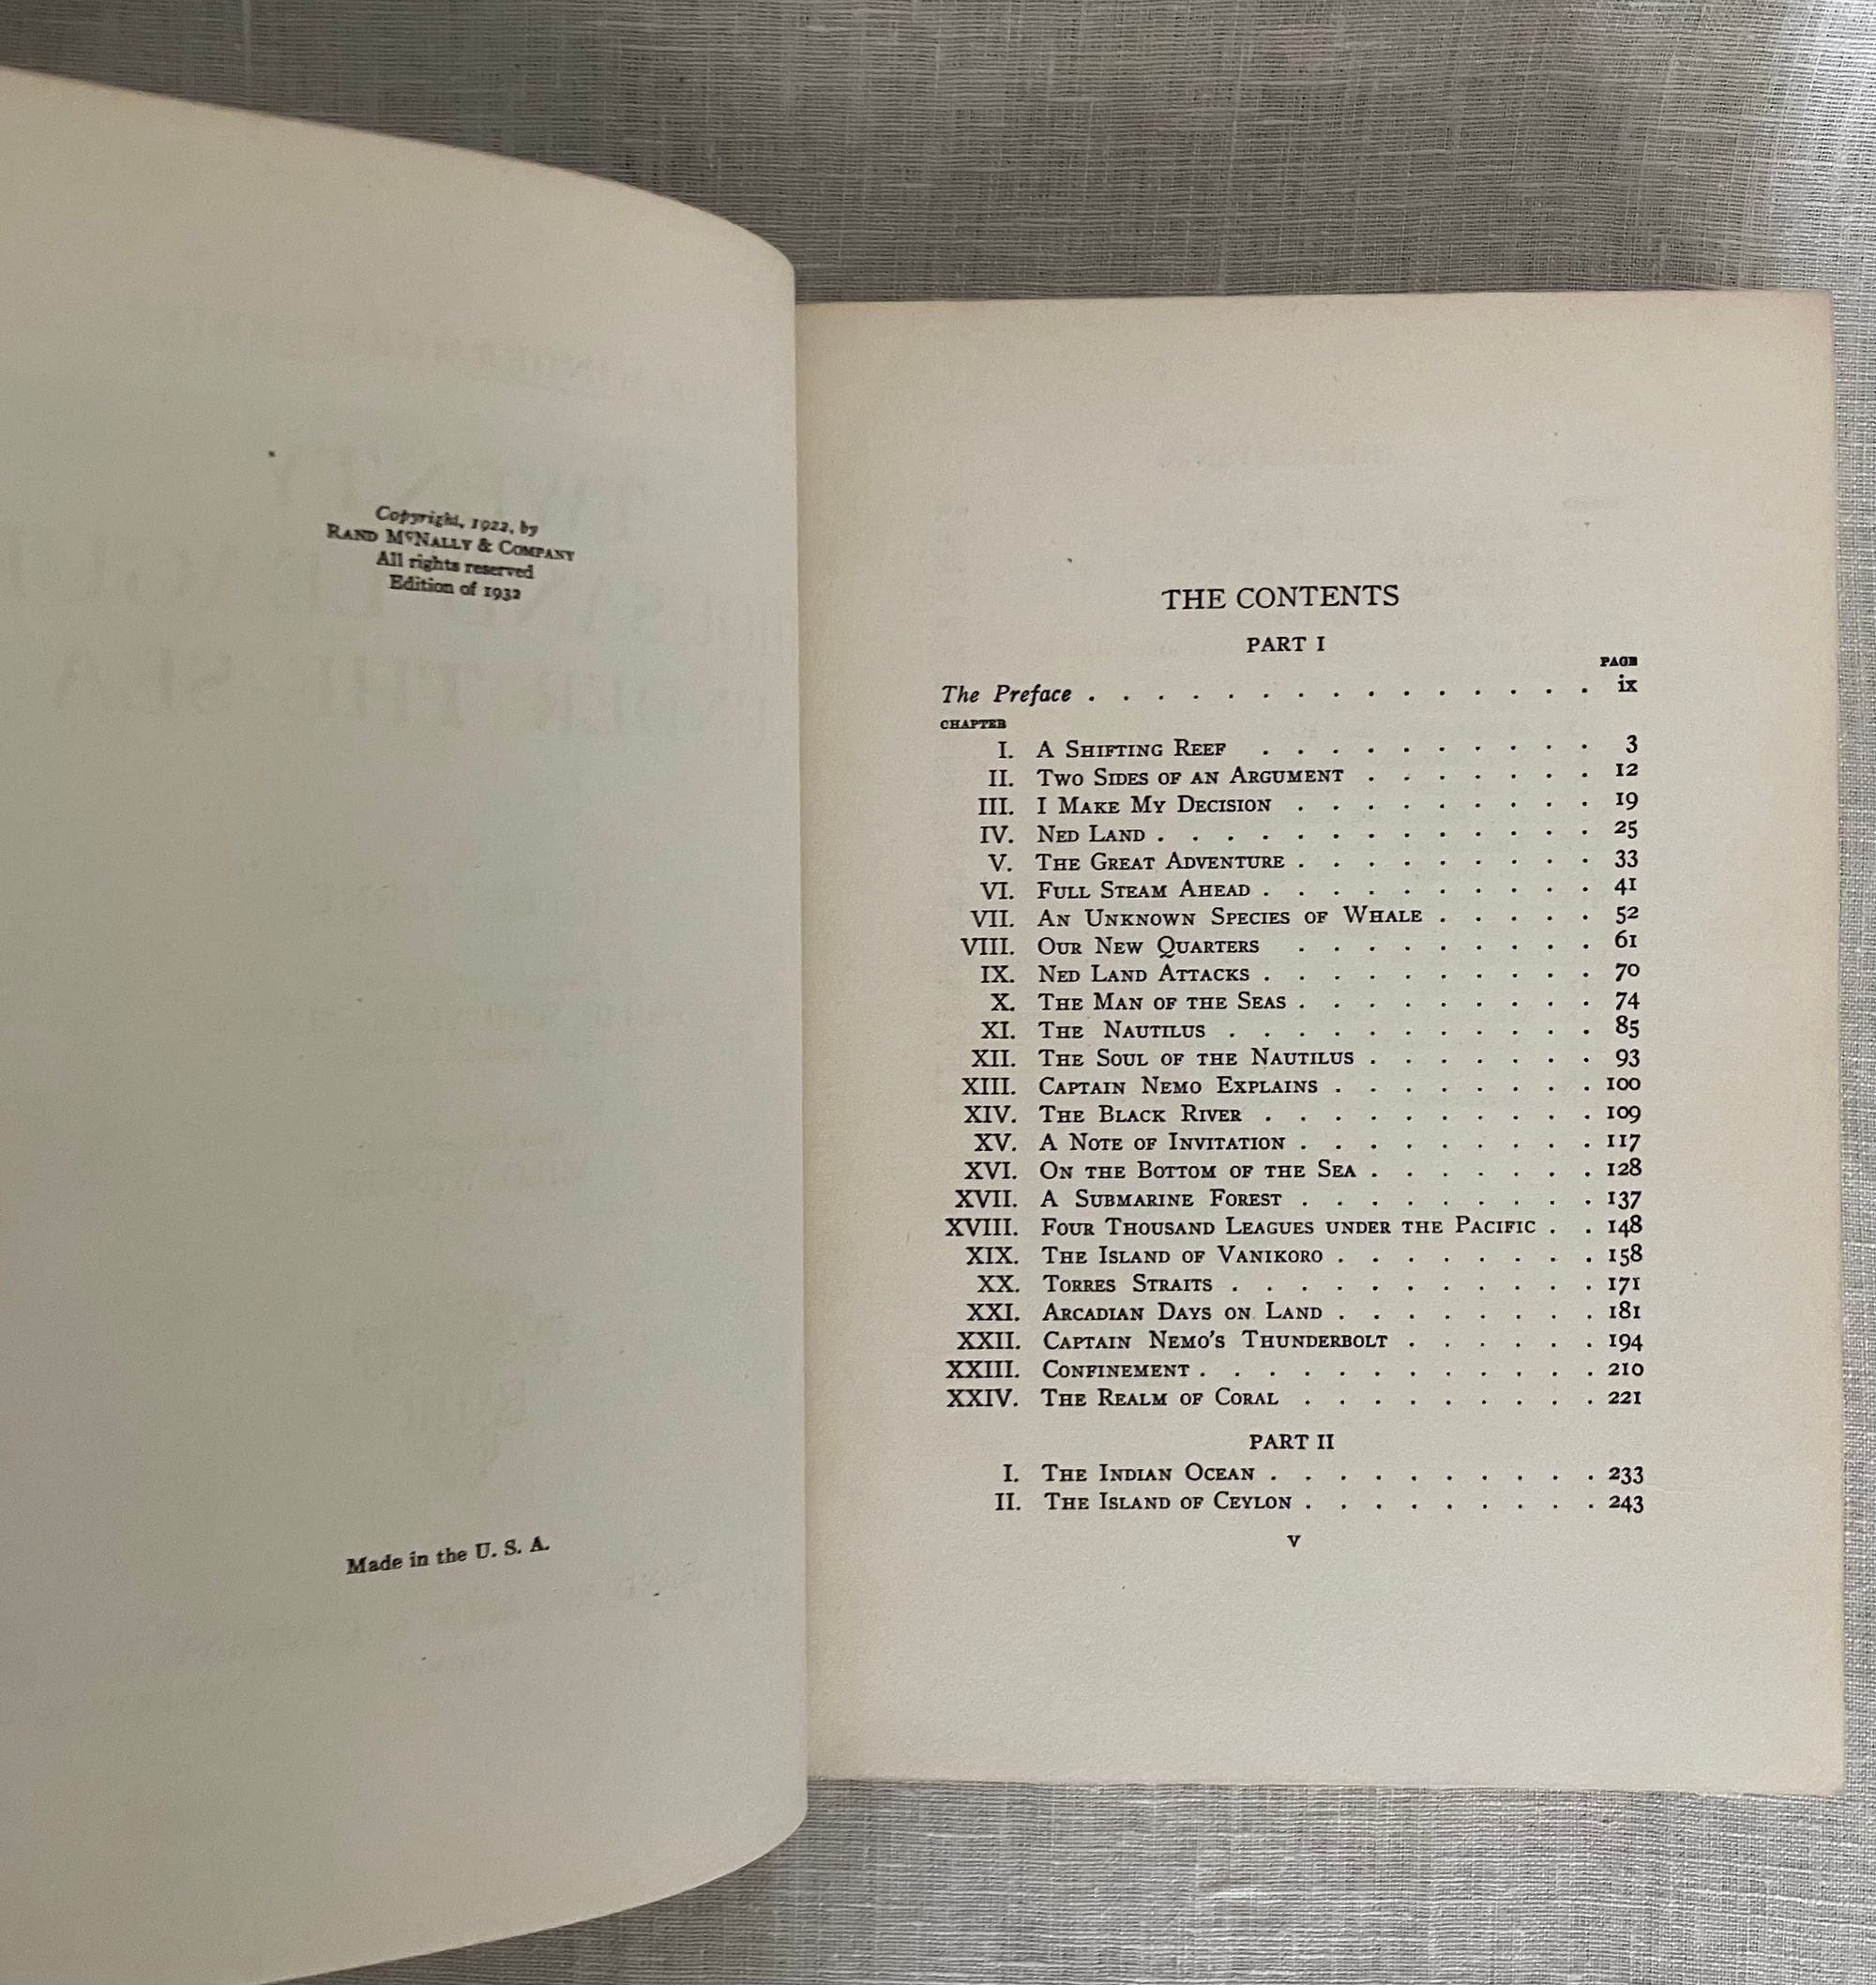 Copyright, 1922, by
RAND McNALLY & COMPANY
All rights reserved
Edition of 1932
Made in the U. S. A.
THE CONTENTS
PART I
PAGE
The Preface . . . . . . . . . . . . . . . ix
CHAPTER
I. A SHIFTING REEF . . . . . . . . . . 3
II. TWO SIDES OF AN ARGUMENT . . . . . . . 12
III. I MAKE MY DECISION . . . . . . . . . 19
IV. NED LAND . . . . . . . . . . . . . 25
V. THE GREAT ADVENTURE . . . . . . . . . 33
VI. FULL STEAM AHEAD . . . . . . . . . . 41
VII. AN UNKNOWN SPECIES OF WHALE . . . . . 52
VIII. OUR NEW QUARTERS . . . . . . . . . 61
IX. NED LAND ATTACKS . . . . . . . . . . 70
X. THE MAN OF THE SEAS . . . . . . . . . 74
XI. THE NAUTILUS . . . . . . . . . . . 85
XII. THE SOUL OF THE NAUTILUS . . . . . . . 93
XIII. CAPTAIN NEMO EXPLAINS . . . . . . . . 100
XIV. THE BLACK RIVER . . . . . . . . . . 109
XV. A NOTE OF INVITATION . . . . . . . . . 117
XVI. ON THE BOTTOM OF THE SEA . . . . . . . 128
XVII. A SUBMARINE FOREST . . . . . . . . . 137
XVIII. FOUR THOUSAND LEAGUES UNDER THE PACIFIC . . 148
XIX. THE ISLAND OF VANIKORO . . . . . . . . 158
XX. TORRES STRAITS . . . . . . . . . . . 171
XXI. ARCADIAN DAYS ON LAND . . . . . . . . 181
XXII. CAPTAIN NEMO'S THUNDERBOLT . . . . . . 194
XXIII. CONFINEMENT . . . . . . . . . . . . 210
XXIV. THE REALM OF CORAL . . . . . . . . . 221
PART II
I. THE INDIAN OCEAN . . . . . . . . . . 233
II. THE ISLAND OF CEYLON . . . . . . . . . 243
v